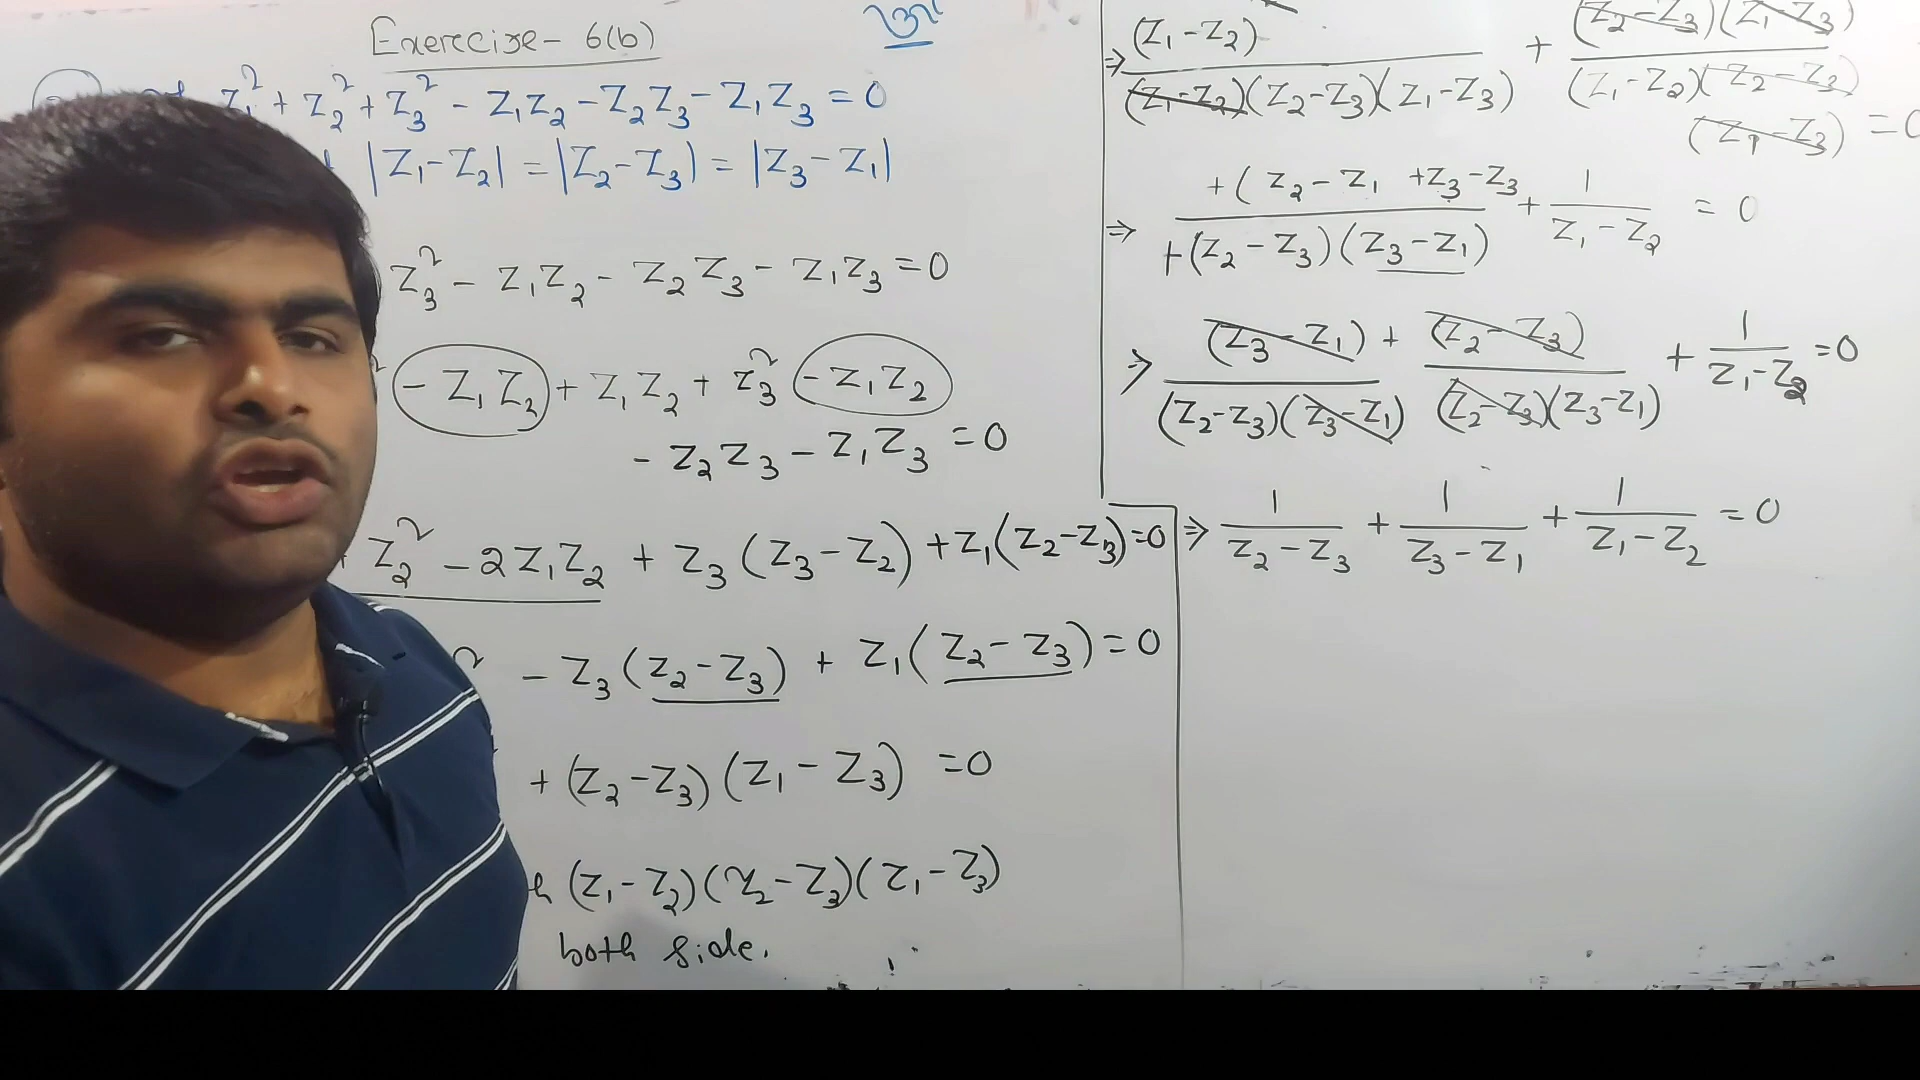 Exercise - 6(b)
z₁² + z₂² + z₃² - z₁z₂ - z₂z₃ - z₁z₃ = 0
|z₁-z₂| = |z₂-z₃| = |z₃-z₁|
z₃² - z₁z₂ - z₂z₃ - z₁z₃ = 0
- z₁z₂ + z₁z₂ + z₃² - z₁z₂
- z₂z₃ - z₁z₃ = 0
z₂² - 2z₁z₂ + z₃(z₃-z₂) + z₁(z₂-z₃) = 0
- z₃(z₂-z₃) + z₁(z₂-z₃) = 0
+ (z₂-z₃)(z₁-z₃) = 0
(z₁-z₂)(z₂-z₃)(z₁-z₃)
both side.
⇒ (z₁-z₂) / (z₁-z₂)(z₂-z₃)(z₁-z₃) + (z₂-z₃)(z₁-z₃) / (z₁-z₂)(z₂-z₃)
(z₁-z₃) = 0
⇒ +(z₂-z₁ +z₃-z₃ / +(z₂-z₃)(z₃-z₁) + 1 / z₁-z₂ = 0
⇒ (z₃-z₁) / (z₂-z₃)(z₃-z₁) + (z₂-z₃) / (z₂-z₃)(z₃-z₁) + 1 / z₁-z₂ = 0
⇒ 1 / z₂-z₃ + 1 / z₃-z₁ + 1 / z₁-z₂ = 0